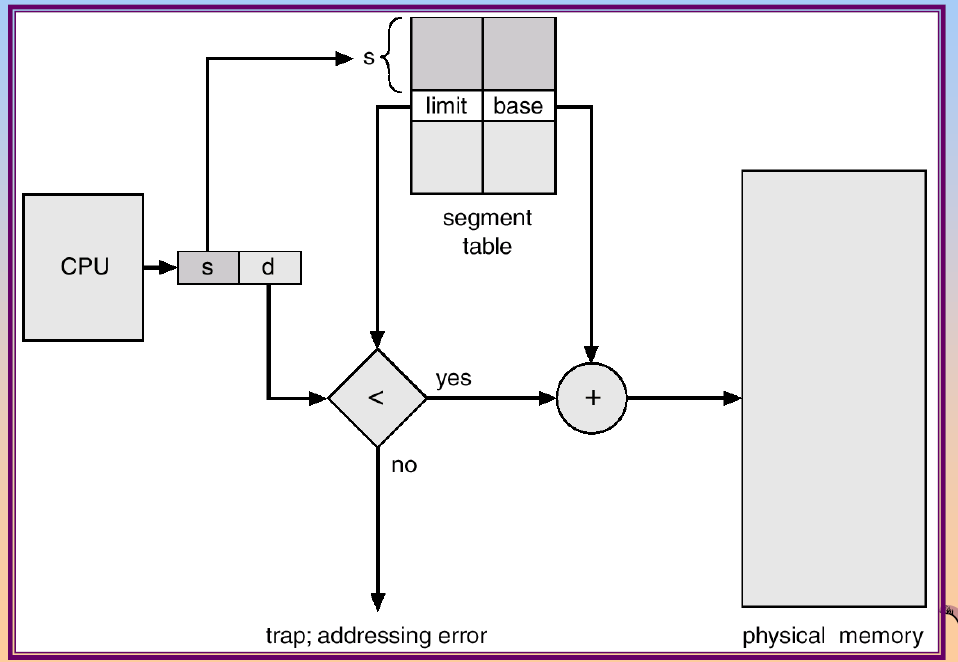 s
limit base
segment
table
CPU
s d
<
yes
+
no
trap; addressing error
physical memory